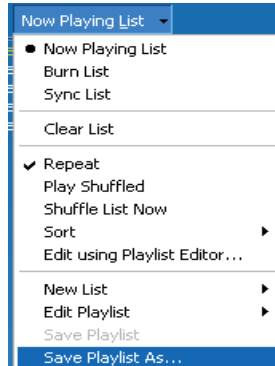 Now Playing List
Now Playing List
Burn List
Sync List
Clear List
Repeat
Play Shuffled
Shuffle List Now
Sort
Edit using Playlist Editor...
New List
Edit Playlist
Save Playlist
Save Playlist As...